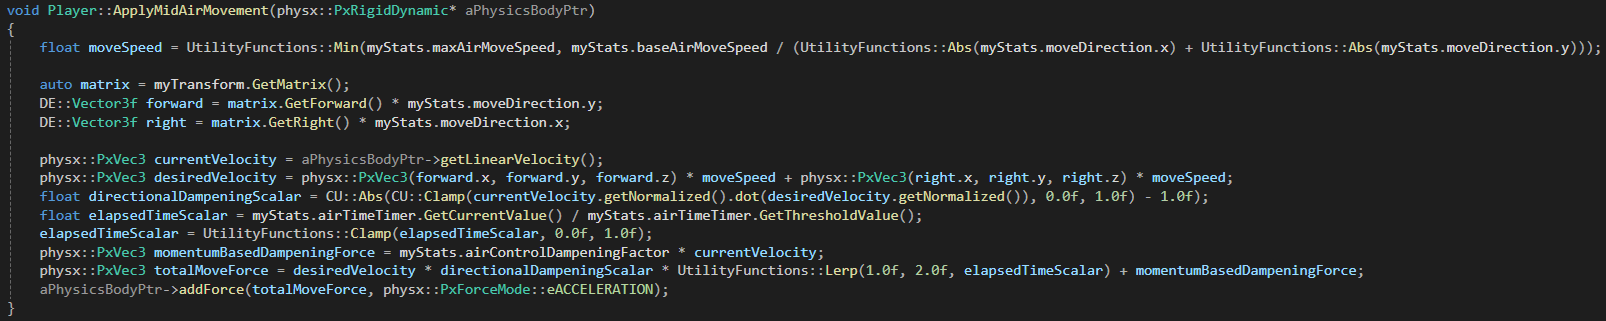 void Player::ApplyMidAirMovement(physx::PxRigidDynamic* aPhysicsBodyPtr)
{
    float moveSpeed = UtilityFunctions::Min(myStats.maxAirMoveSpeed, myStats.baseAirMoveSpeed / (UtilityFunctions::Abs(myStats.moveDirection.x) + UtilityFunctions::Abs(myStats.moveDirection.y)));

    auto matrix = myTransform.GetMatrix();
    DE::Vector3f forward = matrix.GetForward() * myStats.moveDirection.y;
    DE::Vector3f right = matrix.GetRight() * myStats.moveDirection.x;

    physx::PxVec3 currentVelocity = aPhysicsBodyPtr->getLinearVelocity();
    physx::PxVec3 desiredVelocity = physx::PxVec3(forward.x, forward.y, forward.z) * moveSpeed + physx::PxVec3(right.x, right.y, right.z) * moveSpeed;
    float directionalDampeningScalar = CU::Abs(CU::Clamp(currentVelocity.getNormalized().dot(desiredVelocity.getNormalized()), 0.0f, 1.0f) - 1.0f);
    float elapsedTimeScalar = myStats.airTimeTimer.GetCurrentValue() / myStats.airTimeTimer.GetThresholdValue();
    elapsedTimeScalar = UtilityFunctions::Clamp(elapsedTimeScalar, 0.0f, 1.0f);
    physx::PxVec3 momentumBasedDampeningForce = myStats.airControlDampeningFactor * currentVelocity;
    physx::PxVec3 totalMoveForce = desiredVelocity * directionalDampeningScalar * UtilityFunctions::Lerp(1.0f, 2.0f, elapsedTimeScalar) + momentumBasedDampeningForce;
    aPhysicsBodyPtr->addForce(totalMoveForce, physx::PxForceMode::eACCELERATION);
}